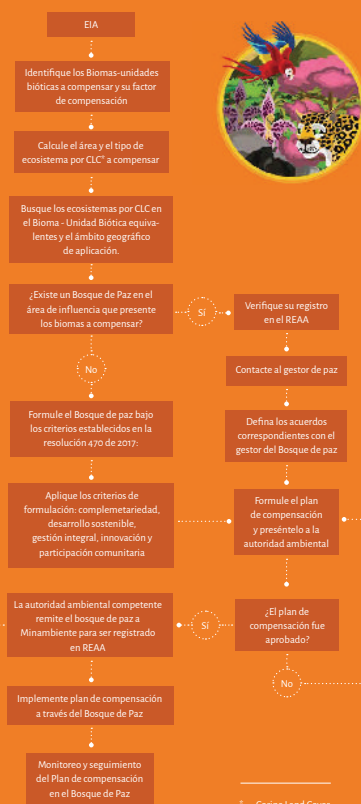 EIA
Identifique los Biomas-unidades
bióticas a compensar y su factor
de compensación
Calcule el área y el tipo de
ecosistema por CLC* a compensar
Busque los ecosistemas por CLC en
el Bioma - Unidad Biótica equiva-
lentes y el ámbito geográfico
de aplicación.
¿Existe un Bosque de Paz en el
área de influencia que presente
los biomas a compensar?
Sí
Verifique su registro
en el REAA
Contacte al gestor de paz
No
Defina los acuerdos
correspondientes con el
gestor del Bosque de paz
Formule el Bosque de paz bajo
los criterios establecidos en la
resolución 470 de 2017:
Aplique los criterios de
formulación: complemetariedad,
desarrollo sostenible,
gestión integral, innovación y
participación comunitaria
Formule el plan
de compensación
y preséntelo a la
autoridad ambiental
¿El plan de
compensación fue
aprobado?
Sí
No
La autoridad ambiental competente
remite el bosque de paz a
Minambiente para ser registrado
en REAA
Implemente plan de compensación
a través del Bosque de Paz
Monitoreo y seguimiento
del Plan de compensación
en el Bosque de Paz